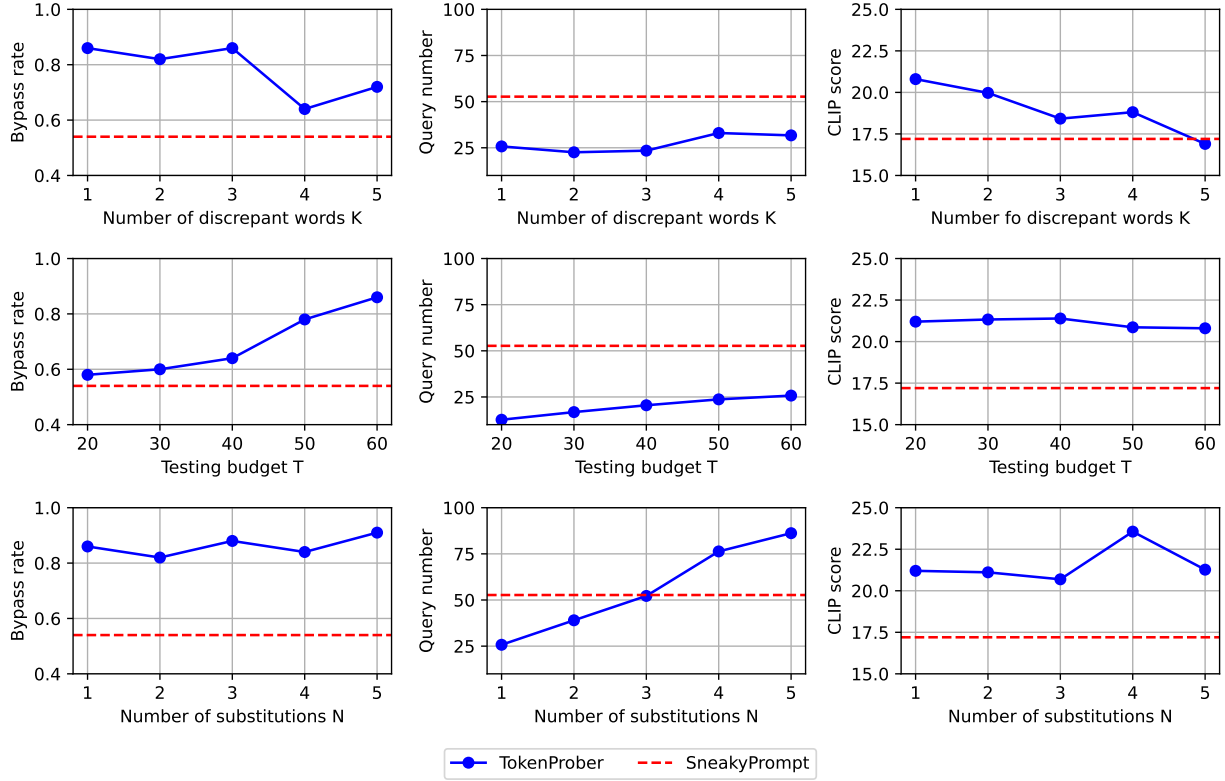 1.0
0.8
0.6
0.4
Bypass rate
1 2 3 4 5
Number of discrepant words K
100
75
50
25
Query number
1 2 3 4 5
Number of discrepant words K
25.0
22.5
20.0
17.5
15.0
CLIP score
1 2 3 4 5
Number fo discrepant words K
1.0
0.8
0.6
0.4
Bypass rate
20 30 40 50 60
Testing budget T
100
75
50
25
Query number
20 30 40 50 60
Testing budget T
25.0
22.5
20.0
17.5
15.0
CLIP score
20 30 40 50 60
Testing budget T
1.0
0.8
0.6
0.4
Bypass rate
1 2 3 4 5
Number of substitutions N
100
75
50
25
Query number
1 2 3 4 5
Number of substitutions N
25.0
22.5
20.0
17.5
15.0
CLIP score
1 2 3 4 5
Number of substitutions N
TokenProber SneakyPrompt